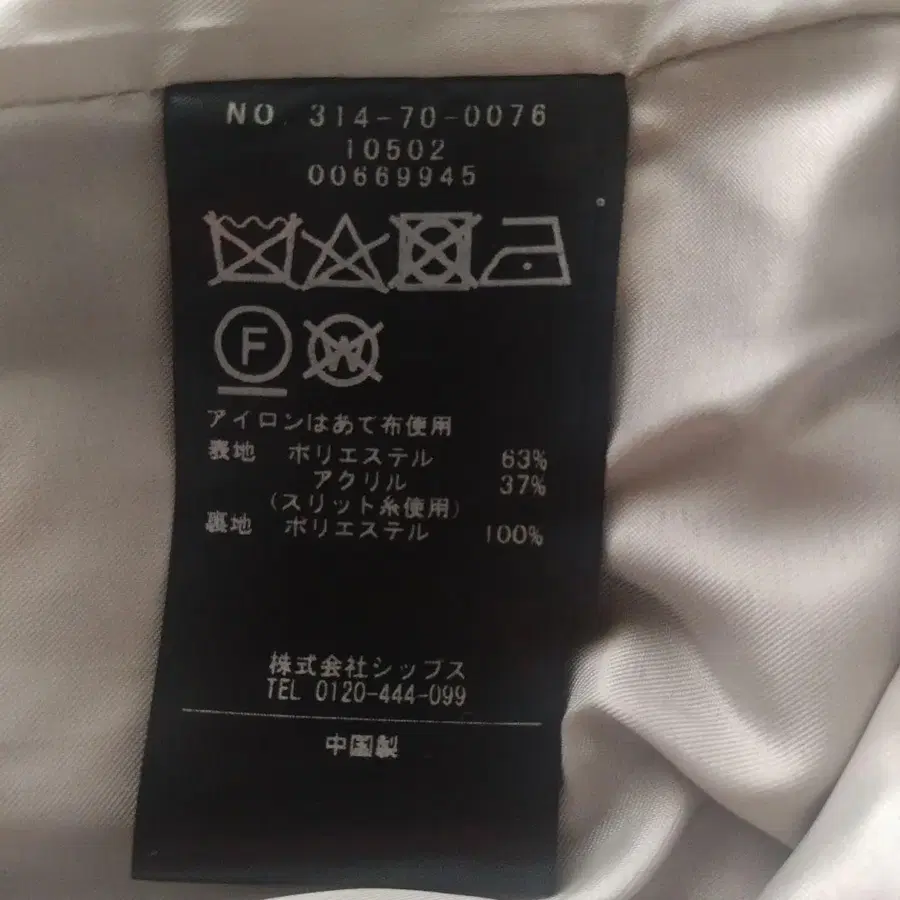 NO. 314-70-0076
10502
00669945
F
W
アイロンはあて布使用
表地 ポリエステル 63%
アクリル 37%
(スリット糸使用)
裏地 ポリエステル 100%
株式会社シップス
TEL 0120-444-099
中国製